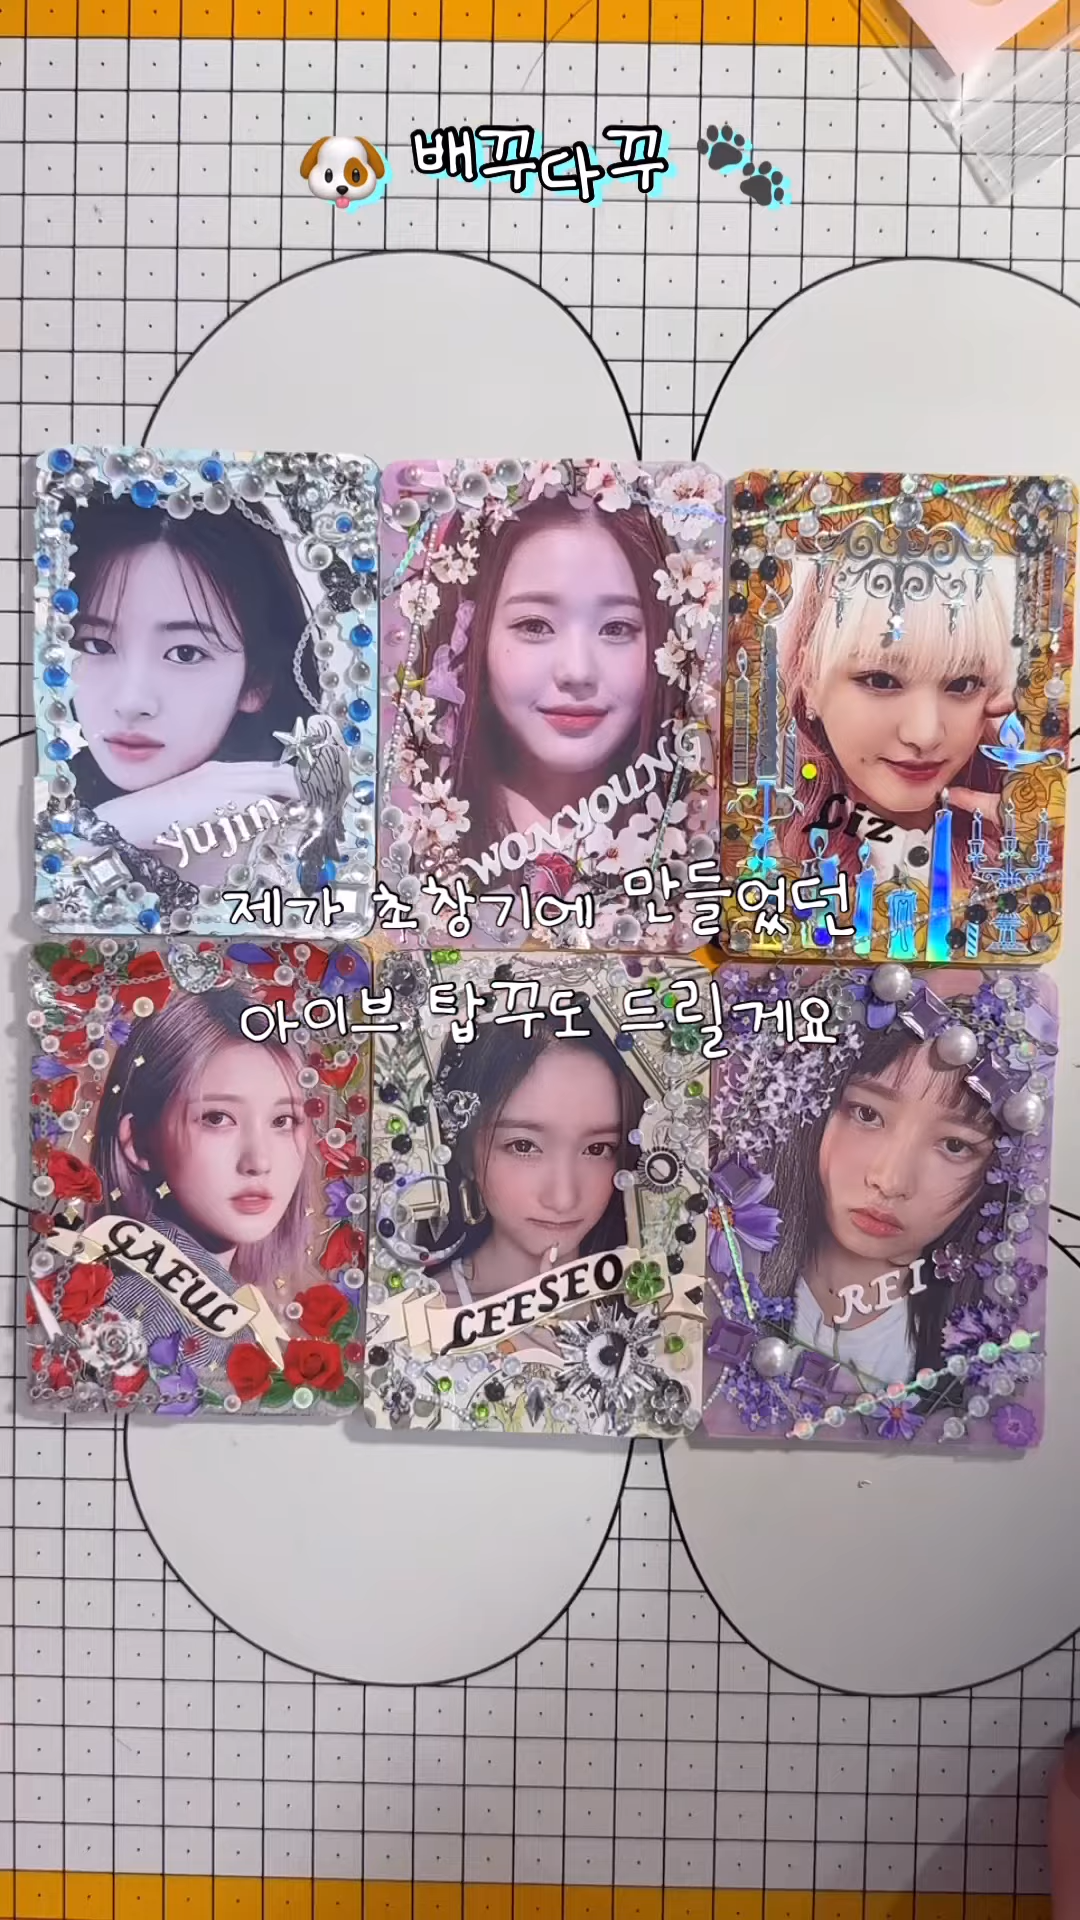 배꾸다꾸
Yujin
WONYOUNG
Liz
제가 초창기에 만들었던
아이브 탑꾸도 드릴게요
GAEUL
LEESEO
REI